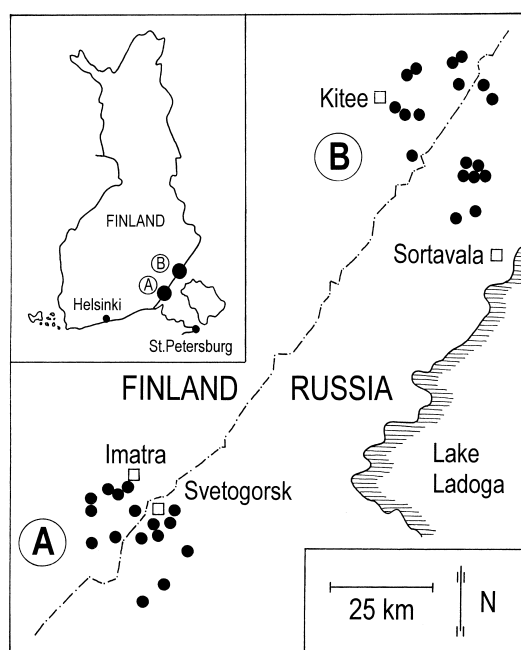 FINLAND
B
A
Helsinki
St.Petersburg
Kitee
B
Sortavala
FINLAND
RUSSIA
Imatra
Svetogorsk
Lake
Ladoga
A
25 km
N